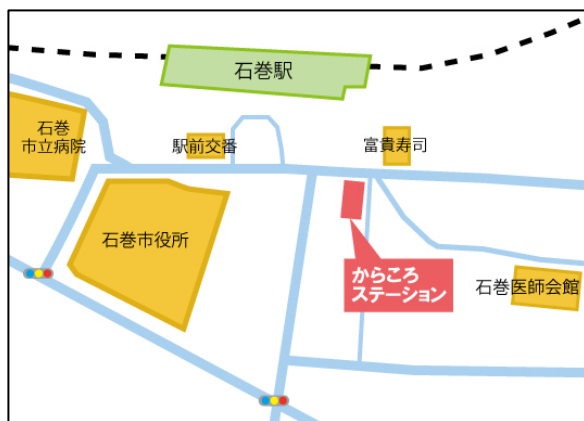 石巻駅
石巻
市立病院
駅前交番
富貴寿司
石巻市役所
からころ
ステーション
石巻医師会館